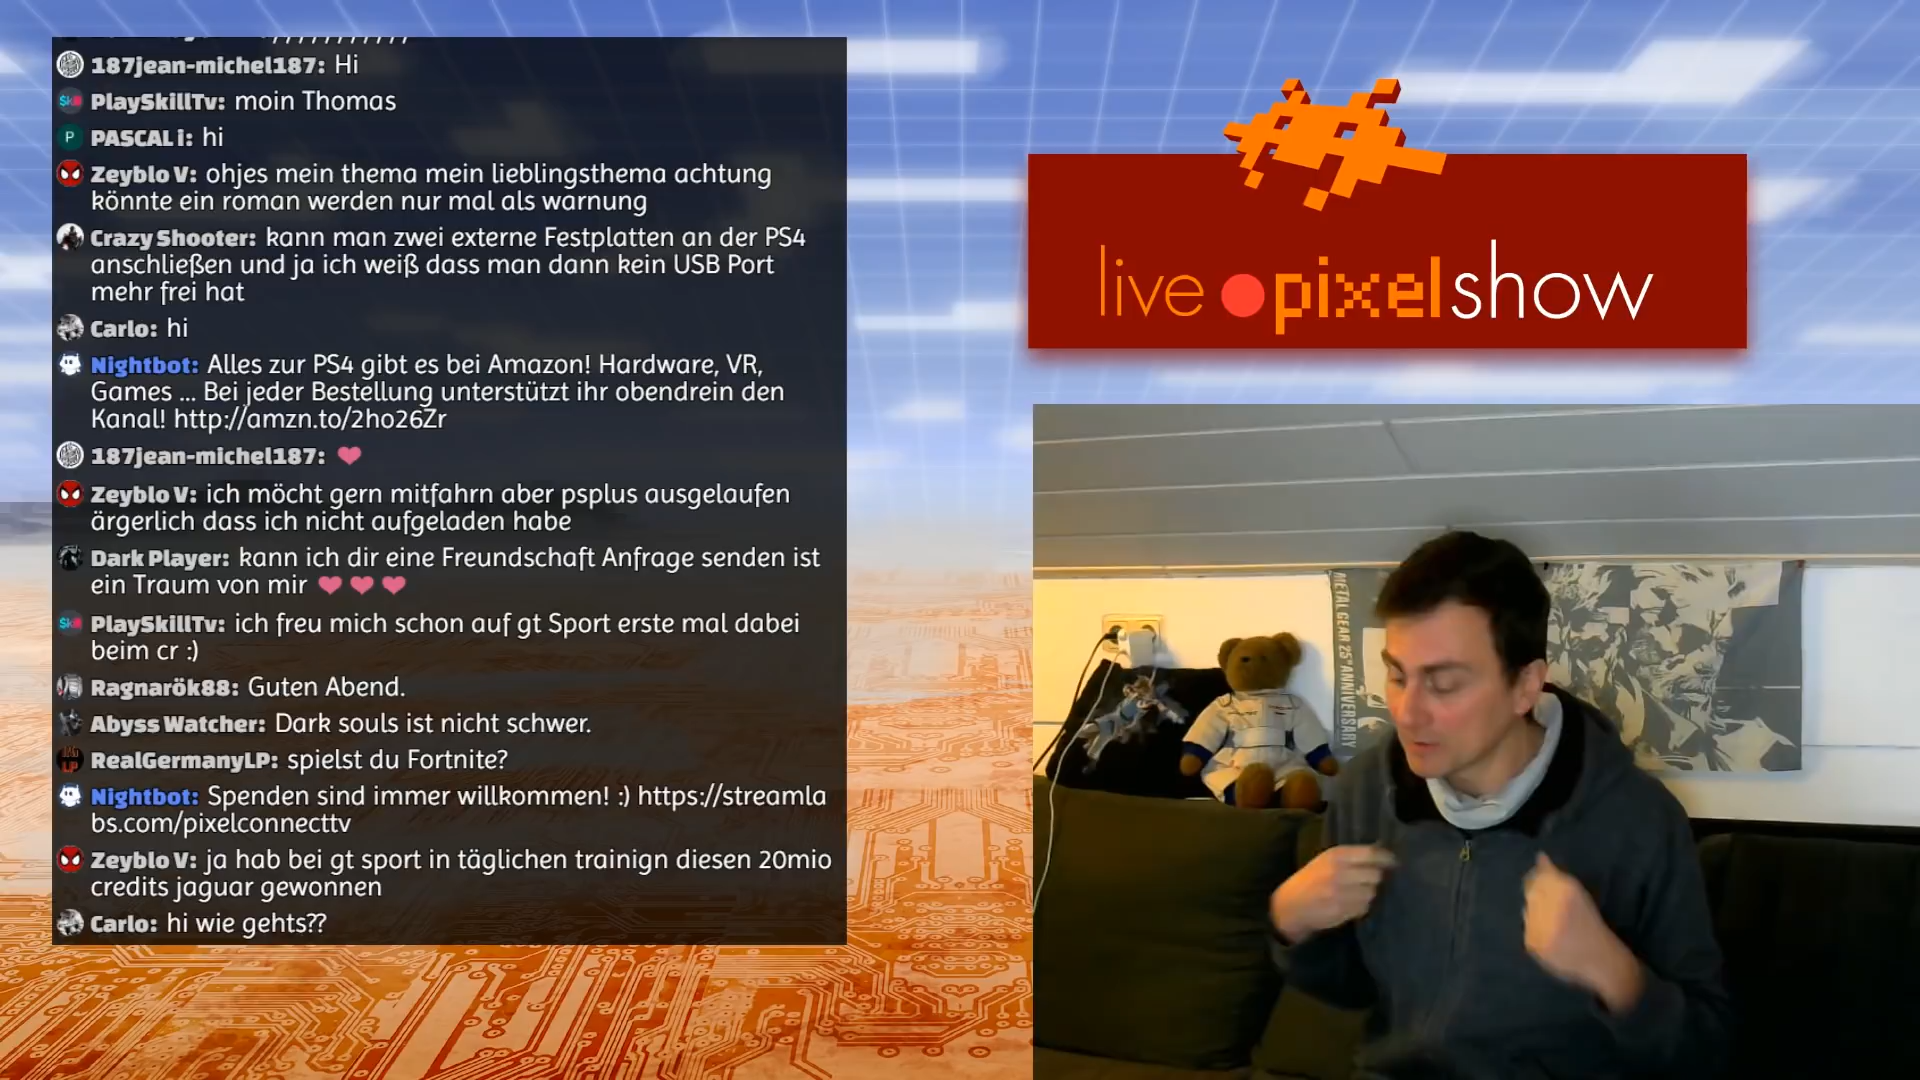 187jean-michel187: Hi
PlaySkillTv: moin Thomas
P PASCAL i: hi
Zeyblo V: ohjes mein thema mein lieblingsthema achtung
könnte ein roman werden nur mal als warnung
Crazy Shooter: kann man zwei externe Festplatten an der PS4
anschließen und ja ich weiß dass man dann kein USB Port
mehr frei hat
Carlo: hi
Nightbot: Alles zur PS4 gibt es bei Amazon! Hardware, VR,
Games ... Bei jeder Bestellung unterstützt ihr obendrein den
Kanal! http://amzn.to/2ho26Zr
187jean-michel187: ❤
Zeyblo V: ich möcht gern mitfahrn aber psplus ausgelaufen
ärgerlich dass ich nicht aufgeladen habe
Dark Player: kann ich dir eine Freundschaft Anfrage senden ist
ein Traum von mir ❤ ❤ ❤
PlaySkillTv: ich freu mich schon auf gt Sport erste mal dabei
beim cr :)
Ragnarök88: Guten Abend.
Abyss Watcher: Dark souls ist nicht schwer.
RealGermanyLP: spielst du Fortnite?
Nightbot: Spenden sind immer willkommen! :) https://streamla
bs.com/pixelconnecttv
Zeyblo V: ja hab bei gt sport in täglichen trainign diesen 20mio
credits jaguar gewonnen
Carlo: hi wie gehts??
live pixelshow
METAL GEAR 25th ANNIVERSARY